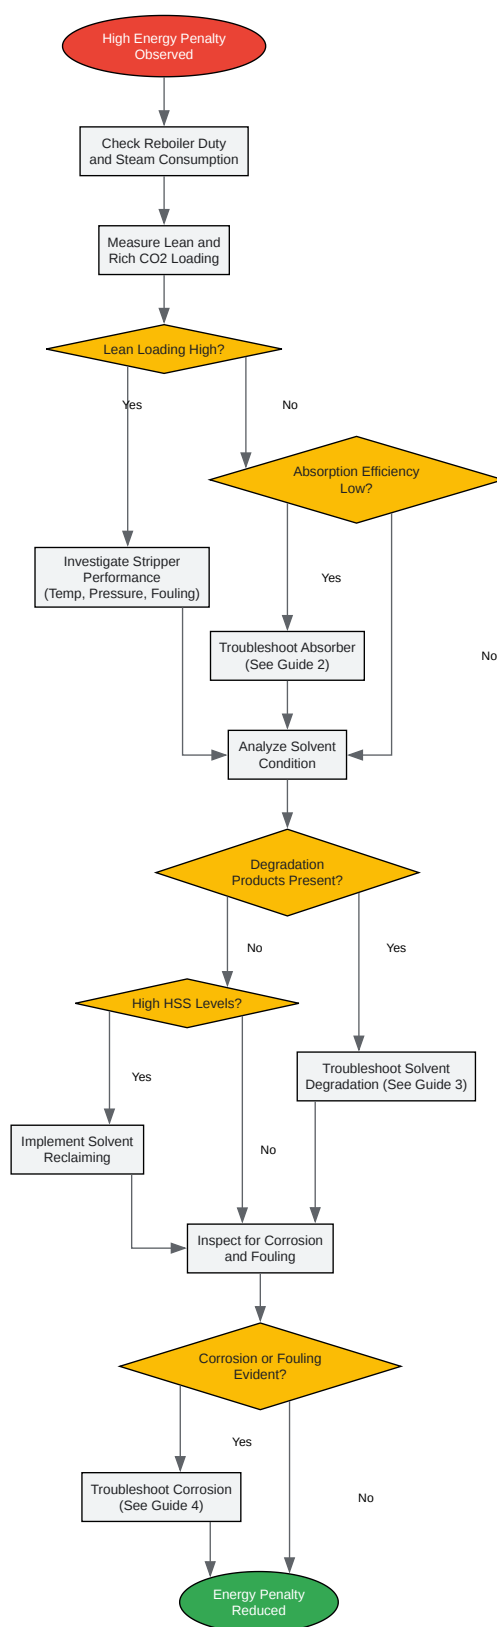 High Energy Penalty
Observed
Check Reboiler Duty
and Steam Consumption
Measure Lean and
Rich CO2 Loading
Lean Loading High?
Yes
No
Absorption Efficiency
Low?
Investigate Stripper
Performance
(Temp, Pressure, Fouling)
Yes
Troubleshoot Absorber
(See Guide 2)
No
Analyze Solvent
Condition
Degradation
Products Present?
No
Yes
High HSS Levels?
Yes
Troubleshoot Solvent
Degradation (See Guide 3)
Implement Solvent
Reclaiming
No
Inspect for Corrosion
and Fouling
Corrosion or Fouling
Evident?
Yes
Troubleshoot Corrosion
(See Guide 4)
No
Energy Penalty
Reduced